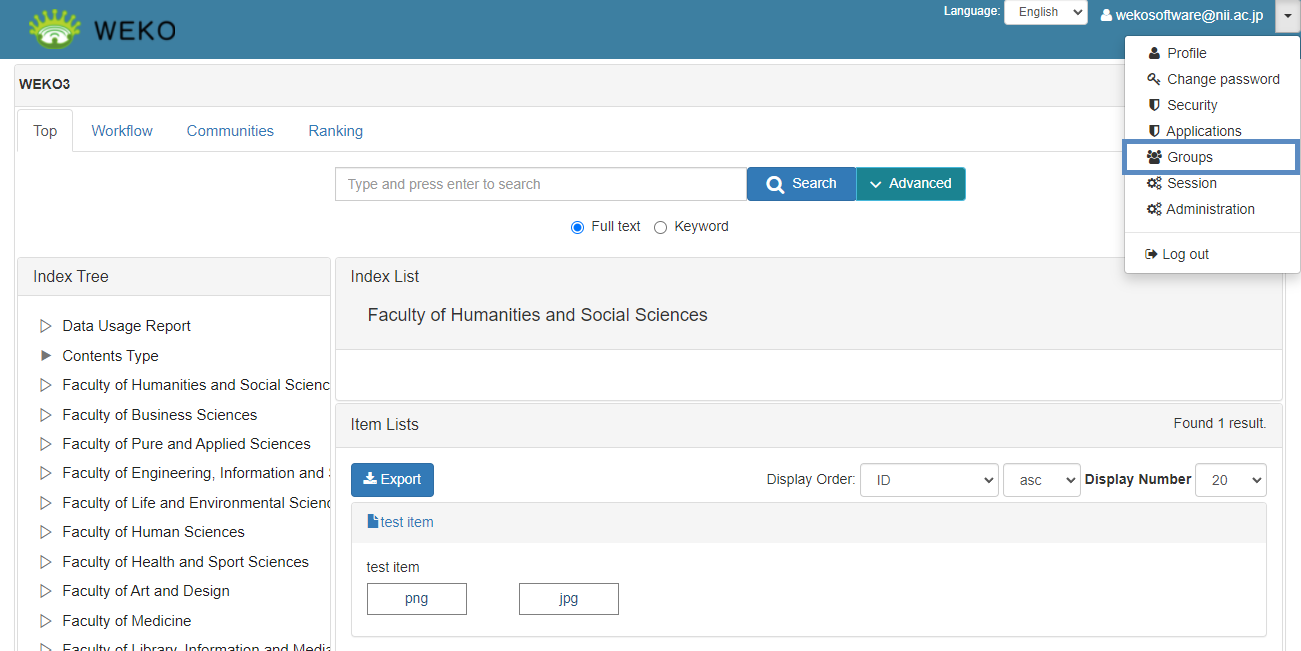 WEKO
Language: English wekosoftware@nii.ac.jp
Profile
Change password
Security
Applications
Groups
Session
Administration
Log out
WEKO3
Top Workflow Communities Ranking
Type and press enter to search Search Advanced
Full text Keyword
Index Tree
Data Usage Report
Contents Type
Faculty of Humanities and Social Scienc
Faculty of Business Sciences
Faculty of Pure and Applied Sciences
Faculty of Engineering, Information and
Faculty of Life and Environmental Scienc
Faculty of Human Sciences
Faculty of Health and Sport Sciences
Faculty of Art and Design
Faculty of Medicine
Faculty of Library, Information and Media
Index List
Faculty of Humanities and Social Sciences
Item Lists Found 1 result.
Export Display Order: ID asc Display Number 20
test item
test item
png jpg